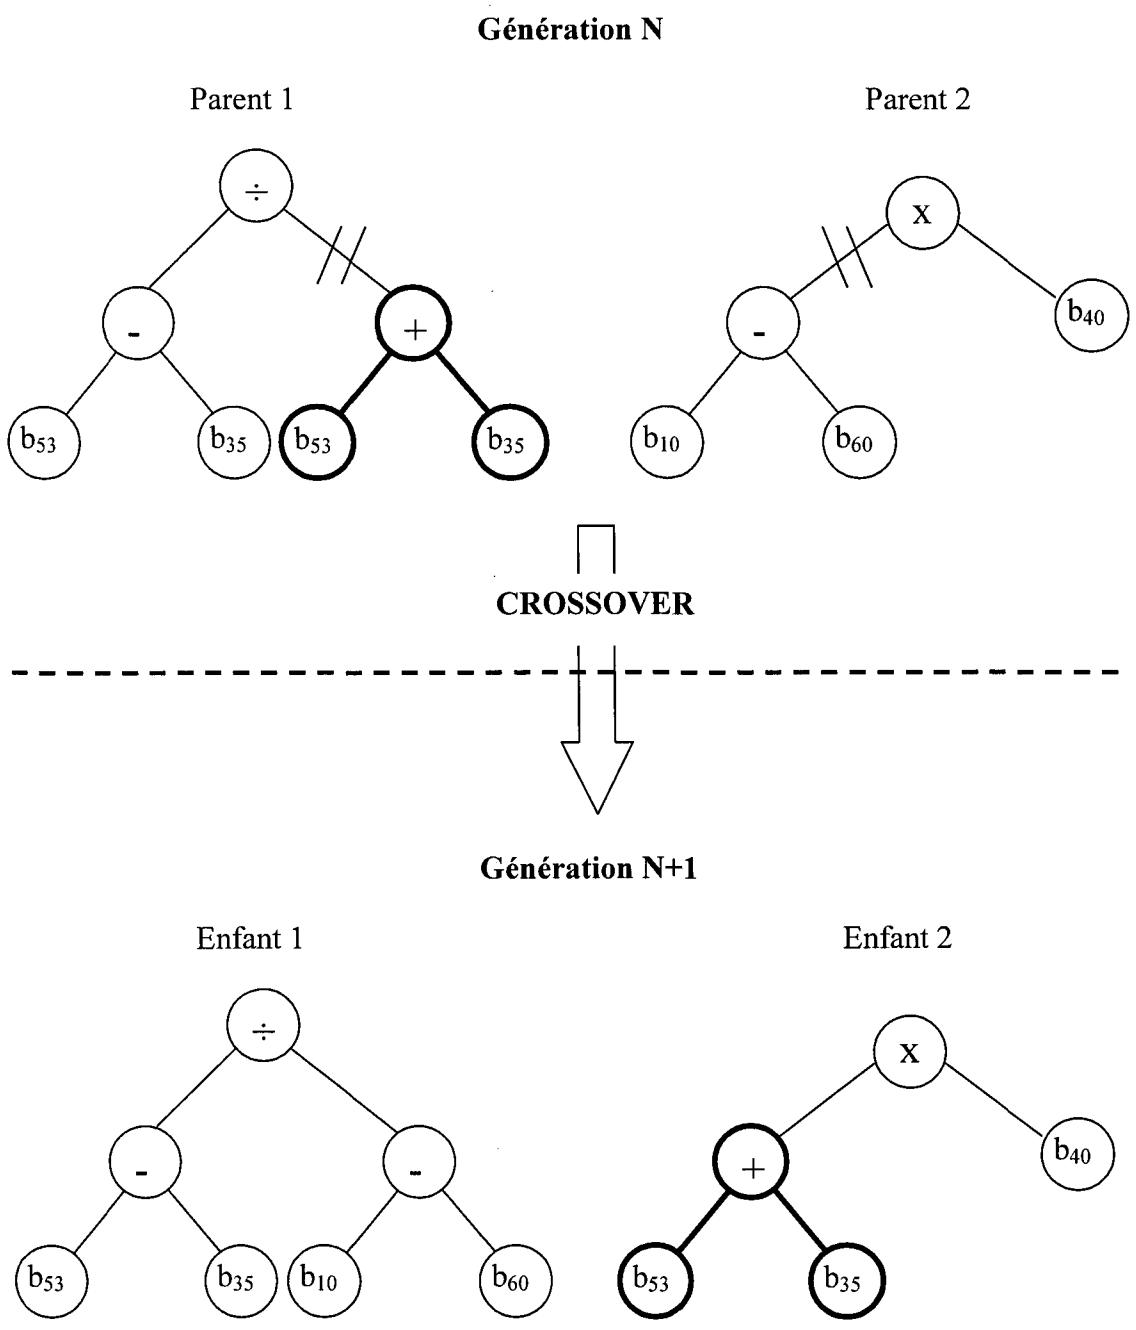 Génération N
Parent 1 Parent 2
÷
x
- + b40
-
b53 b35 b53 b35 b10 b60
CROSSOVER
Génération N+1
Enfant 1 Enfant 2
÷
x
- - + b40
b53 b35 b10 b60 b53 b35